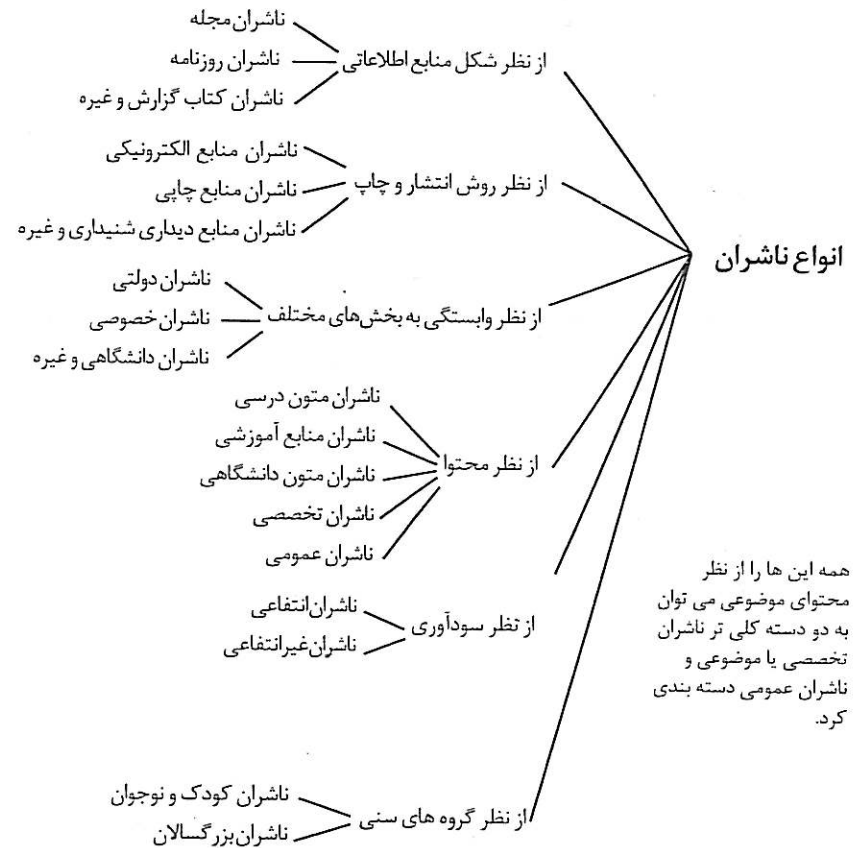 انواع ناشران
از نظر شکل منابع اطلاعاتی
ناشران مجله
ناشران روزنامه
ناشران کتاب گزارش و غیره
از نظر روش انتشار و چاپ
ناشران منابع الکترونیکی
ناشران منابع چاپی
ناشران منابع دیداری شنیداری و غیره
از نظر وابستگی به بخش‌های مختلف
ناشران دولتی
ناشران خصوصی
ناشران دانشگاهی و غیره
از نظر محتوا
ناشران متون درسی
ناشران منابع آموزشی
ناشران متون دانشگاهی
ناشران تخصصی
ناشران عمومی
از نظر سودآوری
ناشران انتفاعی
ناشران غیرانتفاعی
از نظر گروه های سنی
ناشران کودک و نوجوان
ناشران بزرگسالان
همه این ها را از نظر
محتوای موضوعی می توان
به دو دسته کلی تر ناشران
تخصصی یا موضوعی و
ناشران عمومی دسته بندی
کرد.